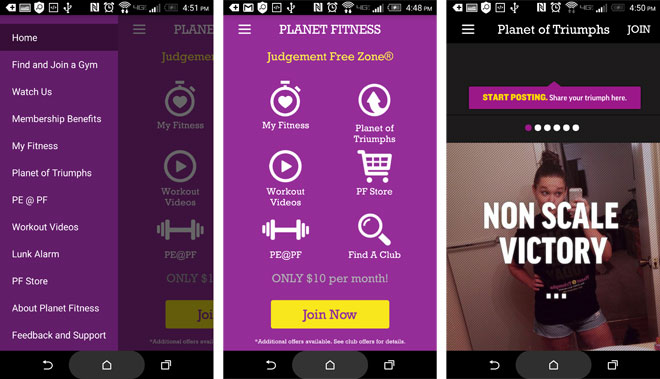 4:51 PM
Home
Find and Join a Gym
Watch Us
Membership Benefits
My Fitness
Planet of Triumphs
PE @ PF
Workout Videos
Lunk Alarm
PF Store
About Planet Fitness
Feedback and Support
Judgeme
My Fitness
Workout
Videos
PE@PF
ONLY $1
Joi
*Additional offers availa
4:48 PM
PLANET FITNESS
Judgement Free Zone®
My Fitness
Planet of
Triumphs
Workout
Videos
PF Store
PE@PF
Find A Club
ONLY $10 per month!
Join Now
*Additional offers available. See club offers for details.
4:50 PM
Planet of Triumphs JOIN
START POSTING. Share your triumph here.
NON SCALE
VICTORY